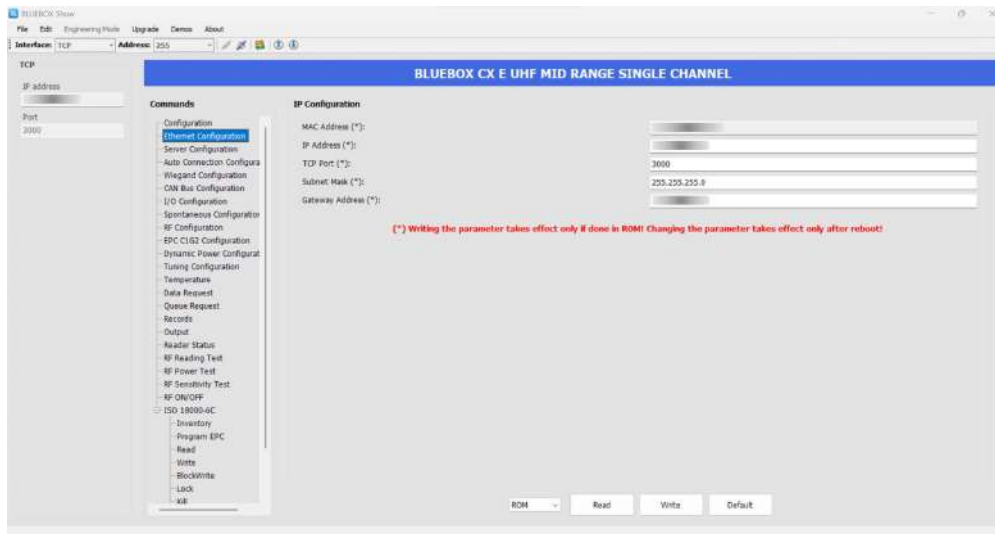 BLUEBOX Show
File Edit Engineering Mode Upgrade Demos About
Interface: TCP Address: 255
TCP
IP address
Port
3000
BLUEBOX CX E UHF MID RANGE SINGLE CHANNEL
Commands
Configuration
Ethernet Configuration
Server Configuration
Auto Connection Configura
Wiegand Configuration
CAN Bus Configuration
I/O Configuration
Spontaneous Configuration
RF Configuration
EPC C1G2 Configuration
Dynamic Power Configurat
Tuning Configuration
Temperature
Data Request
Queue Request
Records
Output
Reader Status
RF Reading Test
RF Power Test
RF Sensitivity Test
RF ON/OFF
ISO 18000-6C
Inventory
Program EPC
Read
Write
BlockWrite
Lock
Kill
IP Configuration
MAC Address (*):
IP Address (*):
TCP Port (*): 3000
Subnet Mask (*): 255.255.255.0
Gateway Address (*):
(*) Writing the parameter takes effect only if done in ROM! Changing the parameter takes effect only after reboot!
ROM Read Write Default